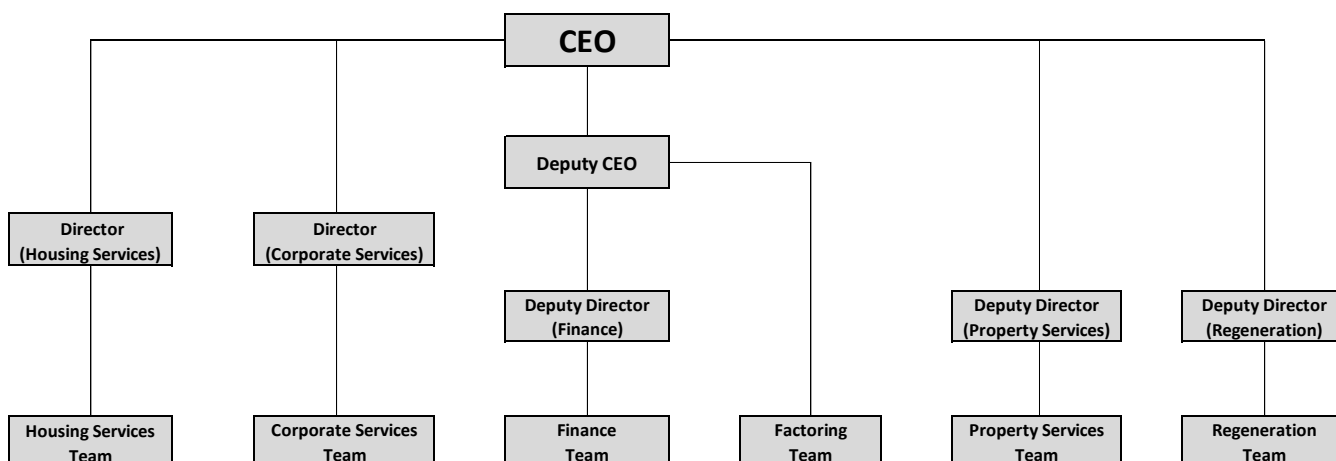 CEO
Deputy CEO
Director
(Housing Services)
Director
(Corporate Services)
Deputy Director
(Finance)
Deputy Director
(Property Services)
Deputy Director
(Regeneration)
Housing Services
Team
Corporate Services
Team
Finance
Team
Factoring
Team
Property Services
Team
Regeneration
Team